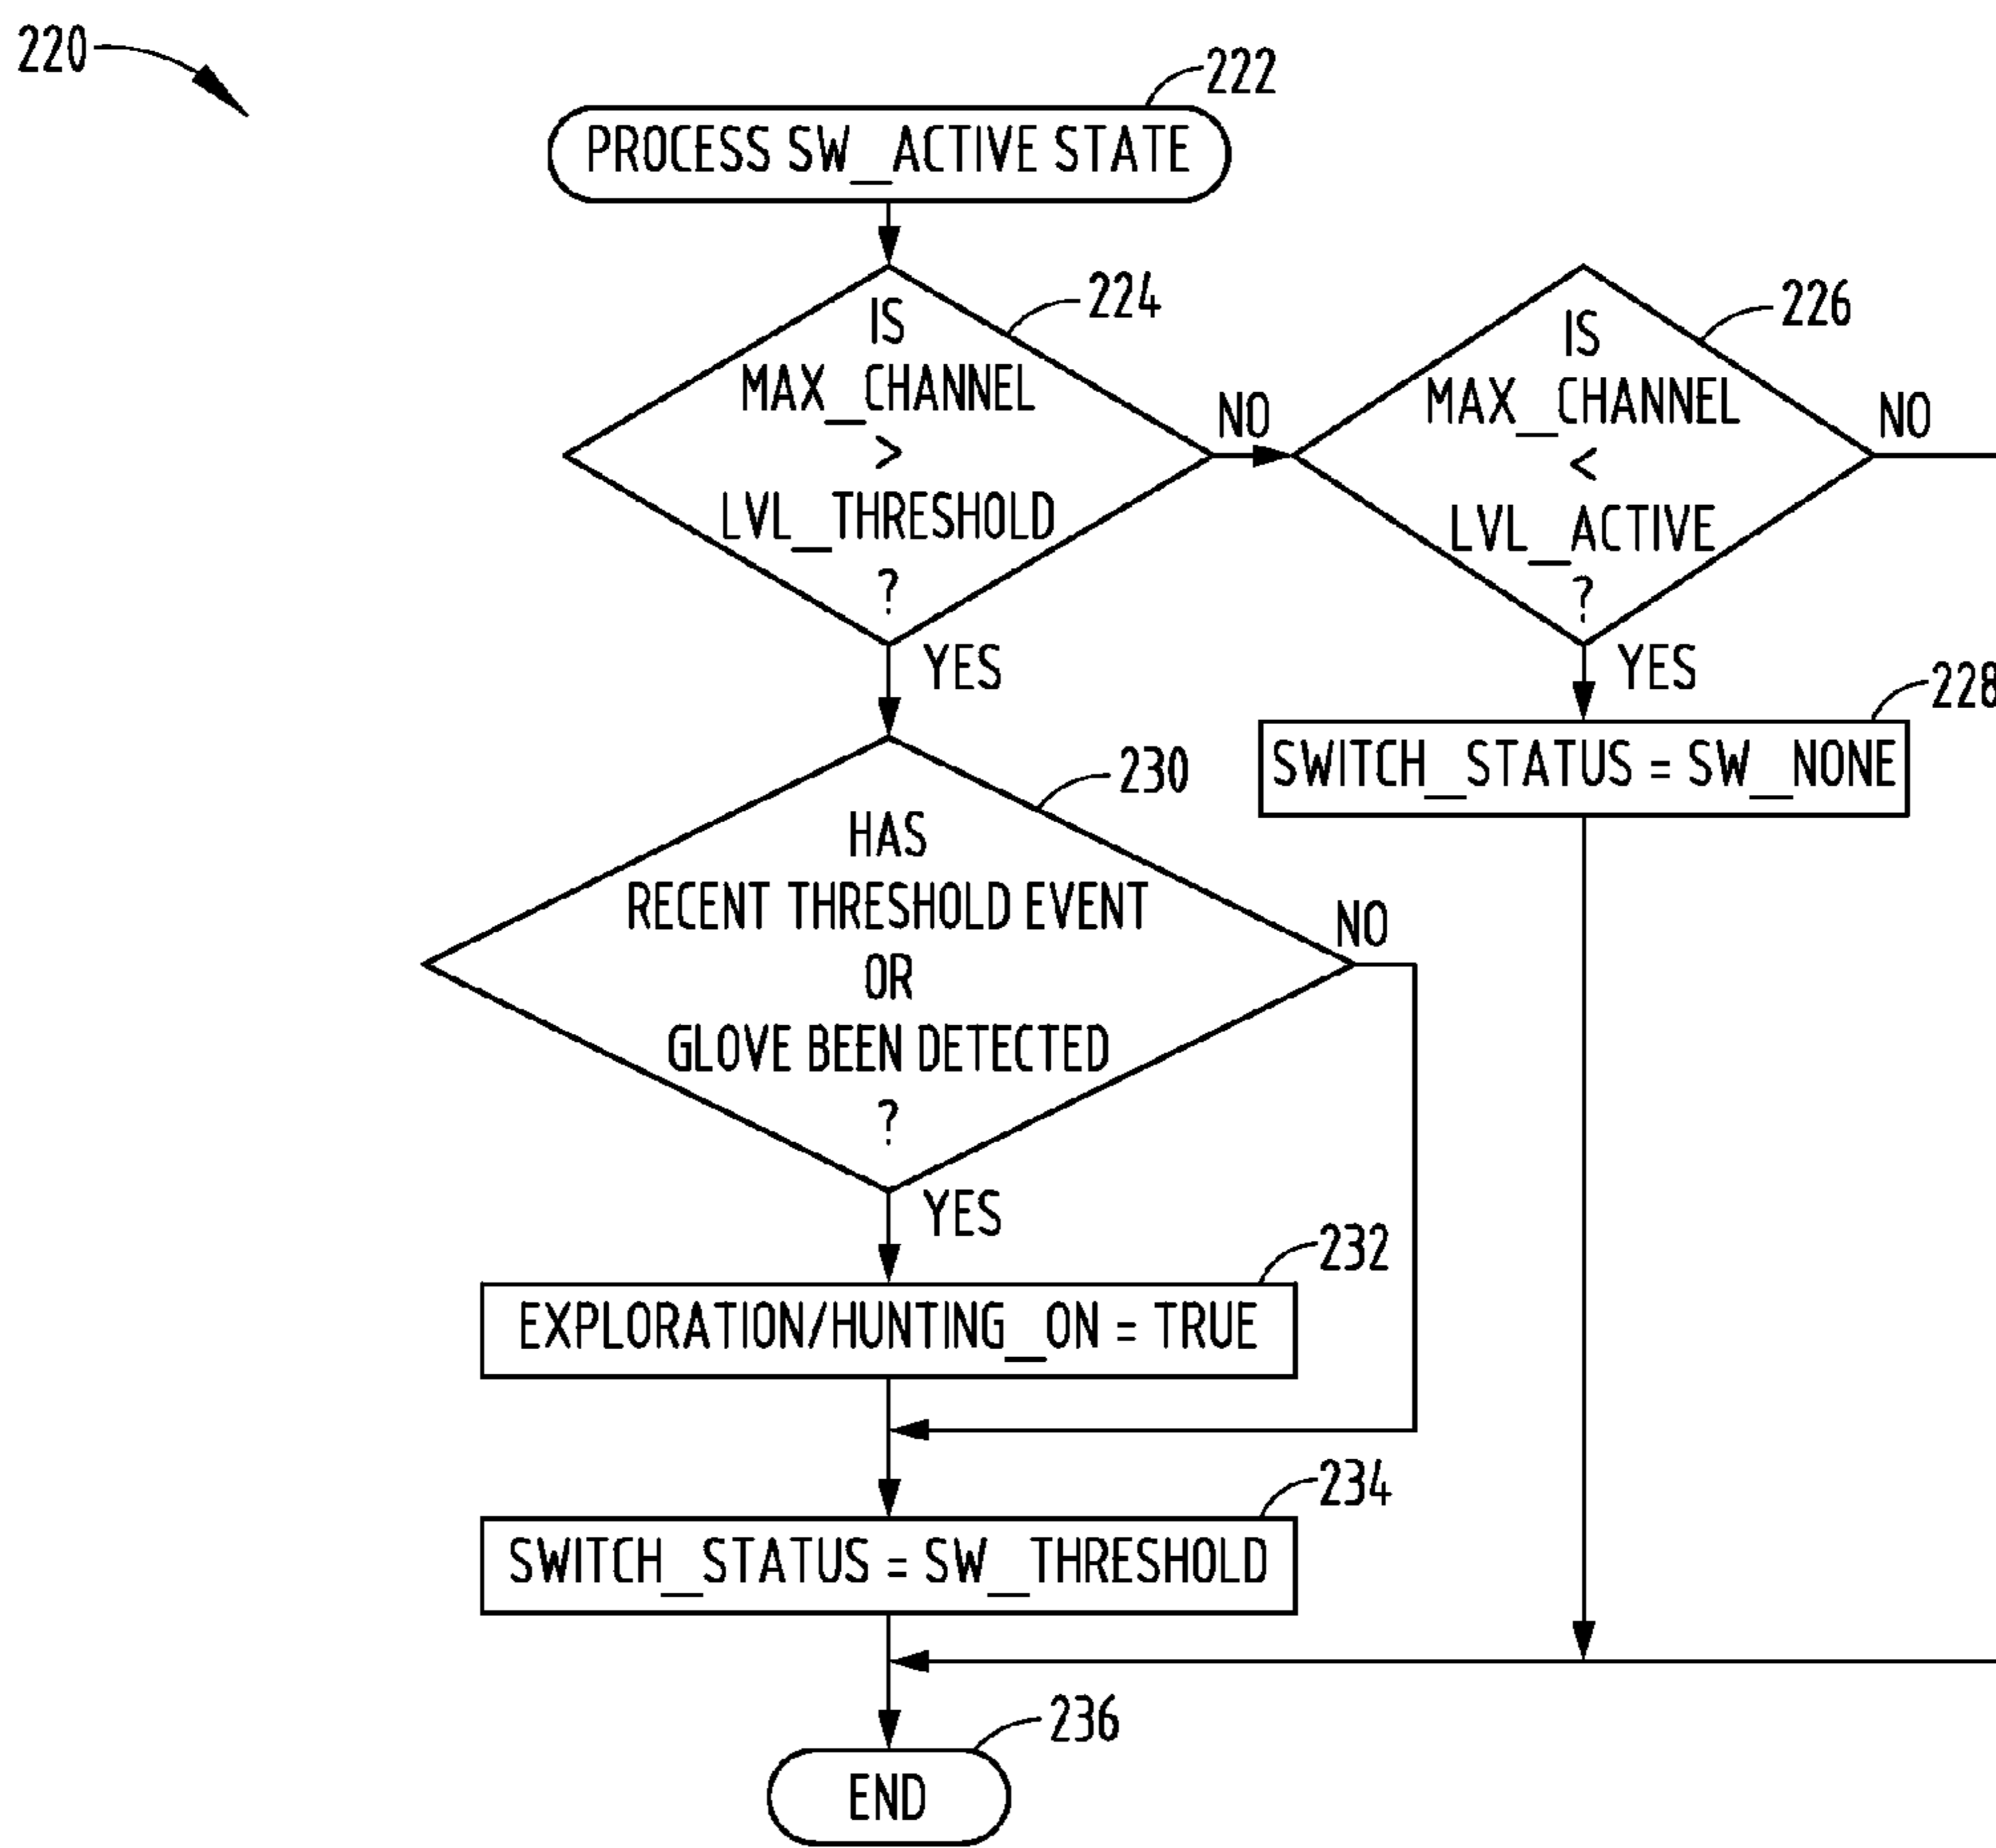 220
222
PROCESS SW_ACTIVE STATE
224
IS
MAX_CHANNEL
>
LVL_THRESHOLD
?
NO
YES
226
IS
MAX_CHANNEL
<
LVL_ACTIVE
?
NO
YES
228
SWITCH_STATUS = SW_NONE
230
HAS
RECENT THRESHOLD EVENT
OR
GLOVE BEEN DETECTED
?
NO
YES
232
EXPLORATION/HUNTING_ON = TRUE
234
SWITCH_STATUS = SW_THRESHOLD
236
END